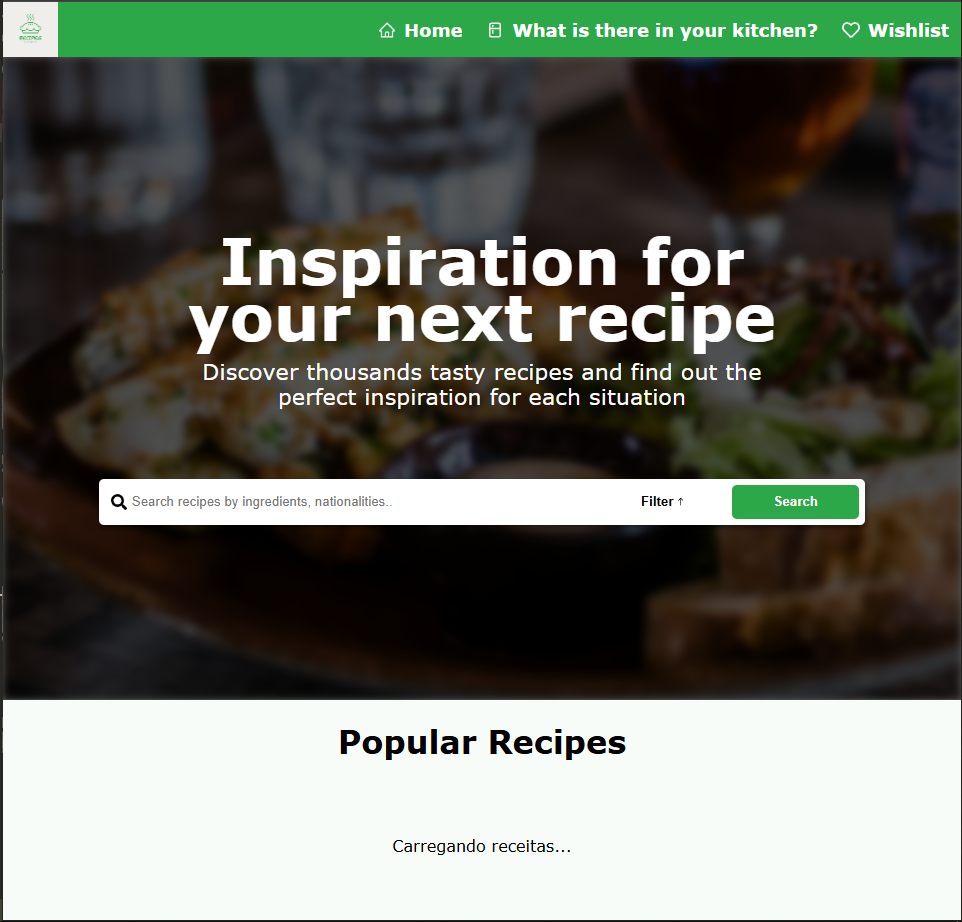 RECIPIES
Home
What is there in your kitchen?
Wishlist
Inspiration for
your next recipe
Discover thousands tasty recipes and find out the
perfect inspiration for each situation
Search recipes by ingredients, nationalities..
Filter ↑
Search
Popular Recipes
Carregando receitas...